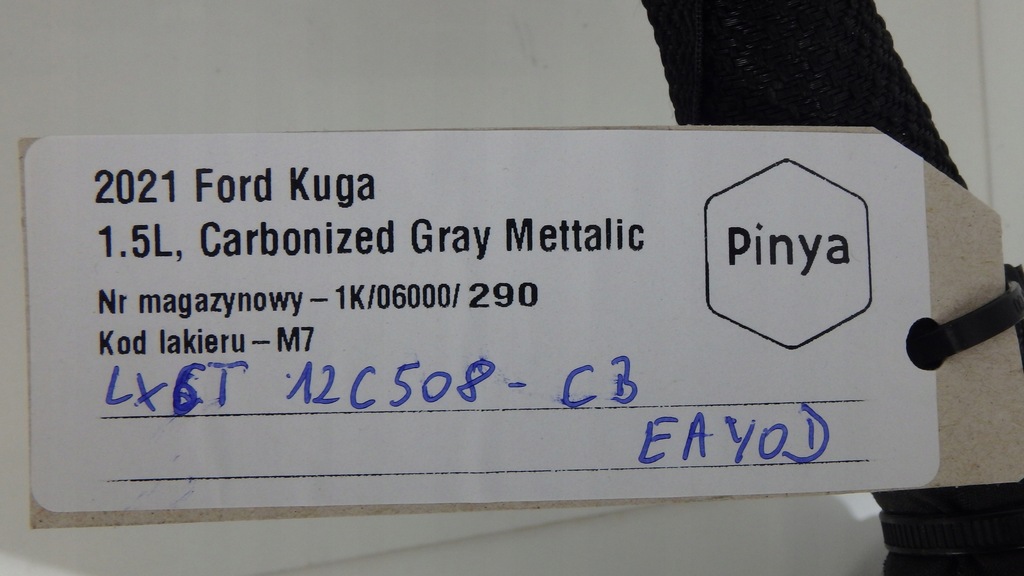 2021 Ford Kuga
1.5L, Carbonized Gray Mettalic
Pinya
Nr magazynowy – 1K/06000/ 290
Kod lakieru – M7
LX6T 12C508- CB
EAYOD